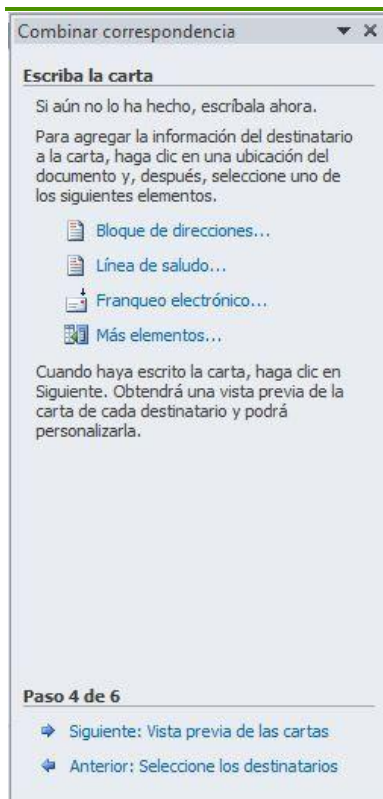 Combinar correspondencia
Escriba la carta
Si aún no lo ha hecho, escríbala ahora.
Para agregar la información del destinatario
a la carta, haga clic en una ubicación del
documento y, después, seleccione uno de
los siguientes elementos.
Bloque de direcciones...
Línea de saludo...
Franqueo electrónico...
Más elementos...
Cuando haya escrito la carta, haga clic en
Siguiente. Obtendrá una vista previa de la
carta de cada destinatario y podrá
personalizarla.
Paso 4 de 6
Siguiente: Vista previa de las cartas
Anterior: Seleccione los destinatarios